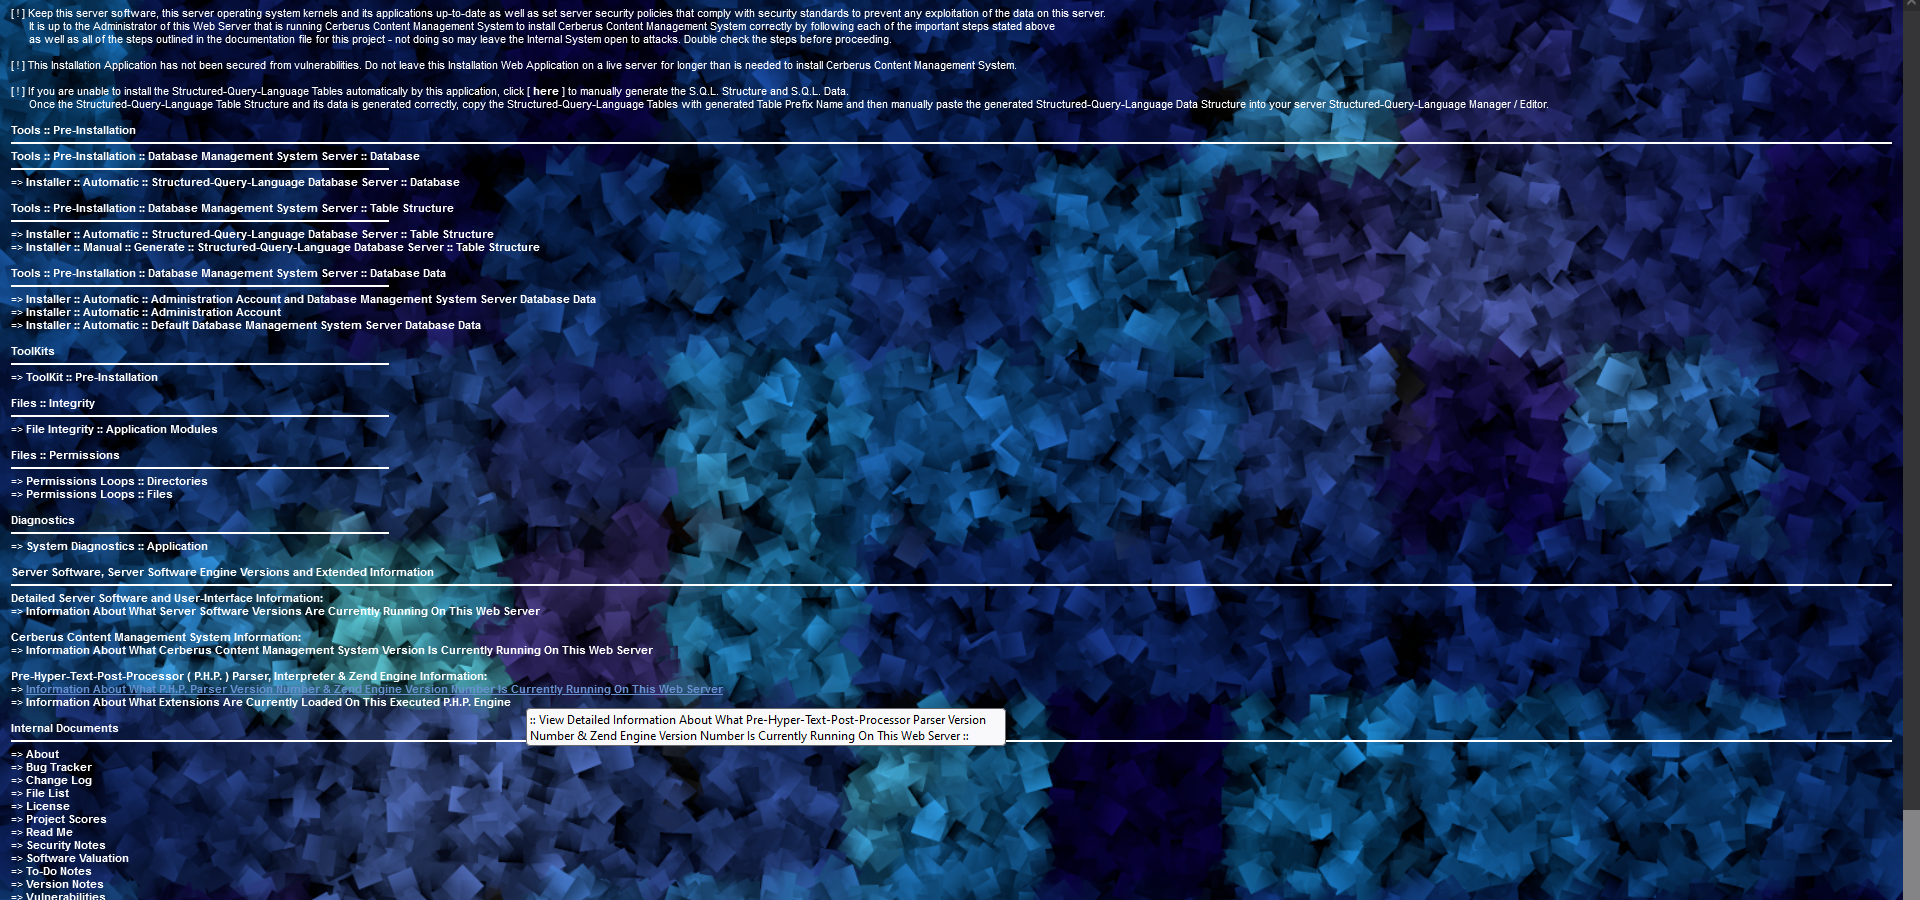 [ ! ] Keep this server software, this server operating system kernels and its applications up-to-date as well as set server security policies that comply with security standards to prevent any exploitation of the data on this server.
It is up to the Administrator of this Web Server that is running Cerberus Content Management System to install Cerberus Content Management System correctly by following each of the important steps stated above
as well as all of the steps outlined in the documentation file for this project - not doing so may leave the Internal System open to attacks. Double check the steps before proceeding.
[ ! ] This Installation Application has not been secured from vulnerabilities. Do not leave this Installation Web Application on a live server for longer than is needed to install Cerberus Content Management System.
[ ! ] If you are unable to install the Structured-Query-Language Tables automatically by this application, click [ here ] to manually generate the S.Q.L. Structure and S.Q.L. Data.
Once the Structured-Query-Language Table Structure and its data is generated correctly, copy the Structured-Query-Language Tables with generated Table Prefix Name and then manually paste the generated Structured-Query-Language Data Structure into your server Structured-Query-Language Manager / Editor.
Tools :: Pre-Installation
Tools :: Pre-Installation :: Database Management System Server :: Database
=> Installer :: Automatic :: Structured-Query-Language Database Server :: Database
Tools :: Pre-Installation :: Database Management System Server :: Table Structure
=> Installer :: Automatic :: Structured-Query-Language Database Server :: Table Structure
=> Installer :: Manual :: Generate :: Structured-Query-Language Database Server :: Table Structure
Tools :: Pre-Installation :: Database Management System Server :: Database Data
=> Installer :: Automatic :: Administration Account and Database Management System Server Database Data
=> Installer :: Automatic :: Administration Account
=> Installer :: Automatic :: Default Database Management System Server Database Data
ToolKits
=> ToolKit :: Pre-Installation
Files :: Integrity
=> File Integrity :: Application Modules
Files :: Permissions
=> Permissions Loops :: Directories
=> Permissions Loops :: Files
Diagnostics
=> System Diagnostics :: Application
Server Software, Server Software Engine Versions and Extended Information
Detailed Server Software and User-Interface Information:
=> Information About What Server Software Versions Are Currently Running On This Web Server
Cerberus Content Management System Information:
=> Information About What Cerberus Content Management System Version Is Currently Running On This Web Server
Pre-Hyper-Text-Post-Processor ( P.H.P. ) Parser, Interpreter & Zend Engine Information:
=> Information About What P.H.P. Parser Version Number & Zend Engine Version Number Is Currently Running On This Web Server
=> Information About What Extensions Are Currently Loaded On This Executed P.H.P. Engine
:: View Detailed Information About What Pre-Hyper-Text-Post-Processor Parser Version
Number & Zend Engine Version Number Is Currently Running On This Web Server ::
Internal Documents
=> About
=> Bug Tracker
=> Change Log
=> File List
=> License
=> Project Scores
=> Read Me
=> Security Notes
=> Software Valuation
=> To-Do Notes
=> Version Notes
=> Vulnerabilities